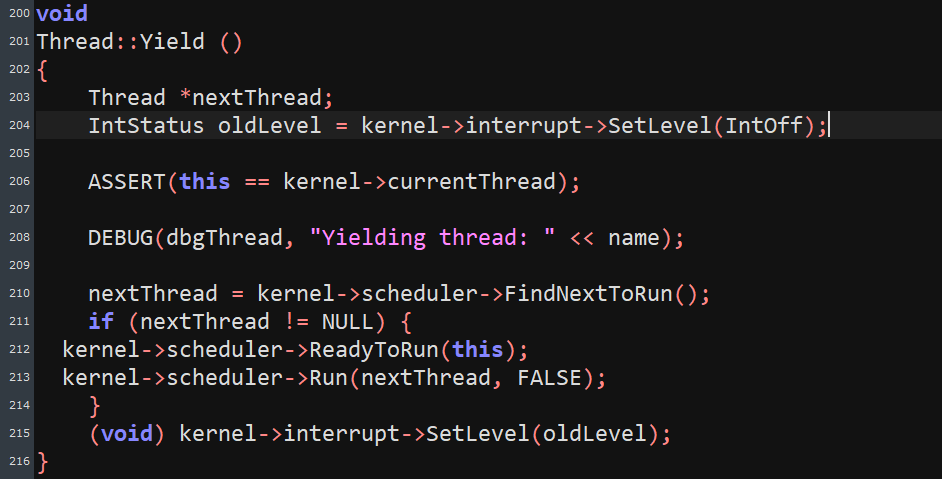 200 void
201 Thread::Yield ()
202 {
203     Thread *nextThread;
204     IntStatus oldLevel = kernel->interrupt->SetLevel(IntOff);
205
206     ASSERT(this == kernel->currentThread);
207
208     DEBUG(dbgThread, "Yielding thread: " << name);
209
210     nextThread = kernel->scheduler->FindNextToRun();
211     if (nextThread != NULL) {
212   kernel->scheduler->ReadyToRun(this);
213   kernel->scheduler->Run(nextThread, FALSE);
214     }
215     (void) kernel->interrupt->SetLevel(oldLevel);
216 }